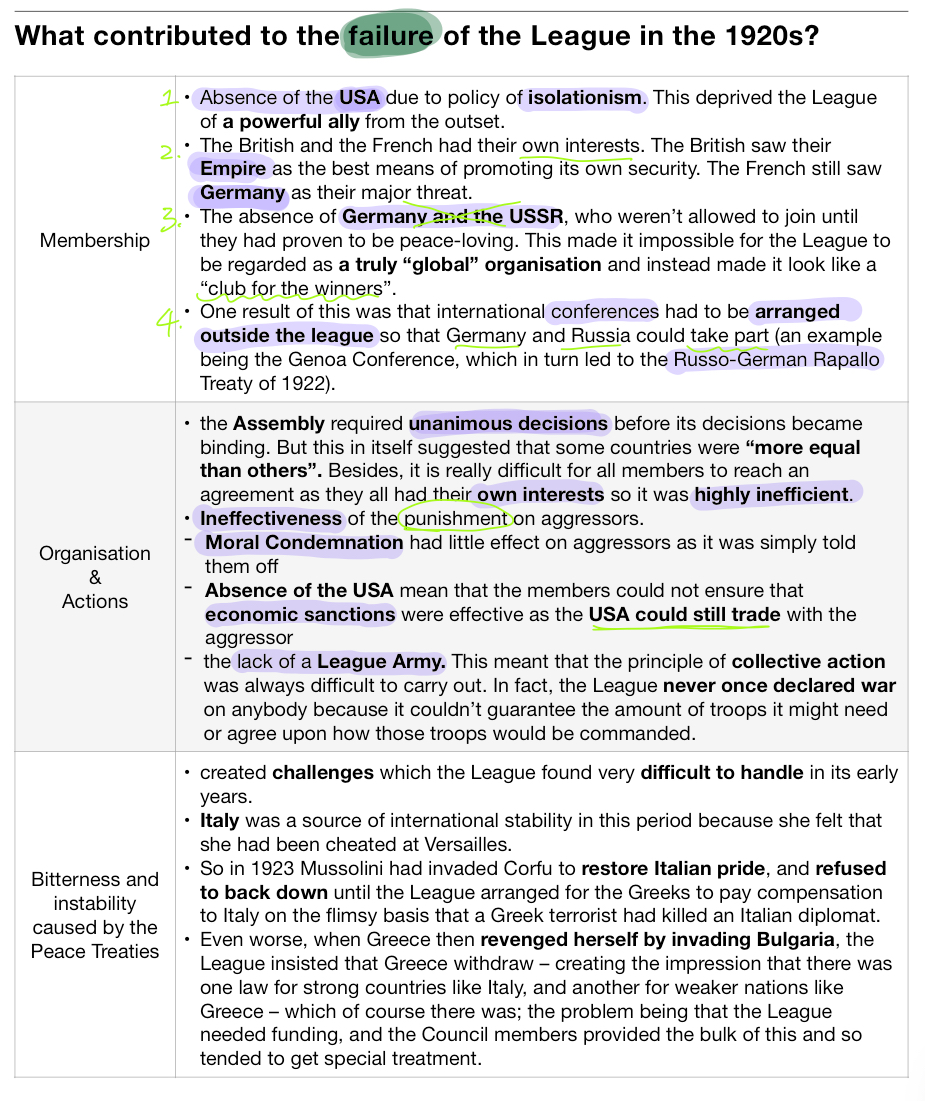 What contributed to the failure of the League in the 1920s?
Membership
1. • Absence of the USA due to policy of isolationism. This deprived the League
of a powerful ally from the outset.
2. • The British and the French had their own interests. The British saw their
Empire as the best means of promoting its own security. The French still saw
Germany as their major threat.
3. • The absence of Germany and the USSR, who weren’t allowed to join until
they had proven to be peace-loving. This made it impossible for the League to
be regarded as a truly “global” organisation and instead made it look like a
“club for the winners”.
4. • One result of this was that international conferences had to be arranged
outside the league so that Germany and Russia could take part (an example
being the Genoa Conference, which in turn led to the Russo-German Rapallo
Treaty of 1922).
Organisation
&
Actions
• the Assembly required unanimous decisions before its decisions became
binding. But this in itself suggested that some countries were “more equal
than others”. Besides, it is really difficult for all members to reach an
agreement as they all had their own interests so it was highly inefficient.
• Ineffectiveness of the punishment on aggressors.
- Moral Condemnation had little effect on aggressors as it was simply told
them off
- Absence of the USA mean that the members could not ensure that
economic sanctions were effective as the USA could still trade with the
aggressor
- the lack of a League Army. This meant that the principle of collective action
was always difficult to carry out. In fact, the League never once declared war
on anybody because it couldn’t guarantee the amount of troops it might need
or agree upon how those troops would be commanded.
Bitterness and
instability
caused by the
Peace Treaties
• created challenges which the League found very difficult to handle in its early
years.
• Italy was a source of international stability in this period because she felt that
she had been cheated at Versailles.
• So in 1923 Mussolini had invaded Corfu to restore Italian pride, and refused
to back down until the League arranged for the Greeks to pay compensation
to Italy on the flimsy basis that a Greek terrorist had killed an Italian diplomat.
• Even worse, when Greece then revenged herself by invading Bulgaria, the
League insisted that Greece withdraw – creating the impression that there was
one law for strong countries like Italy, and another for weaker nations like
Greece – which of course there was; the problem being that the League
needed funding, and the Council members provided the bulk of this and so
tended to get special treatment.